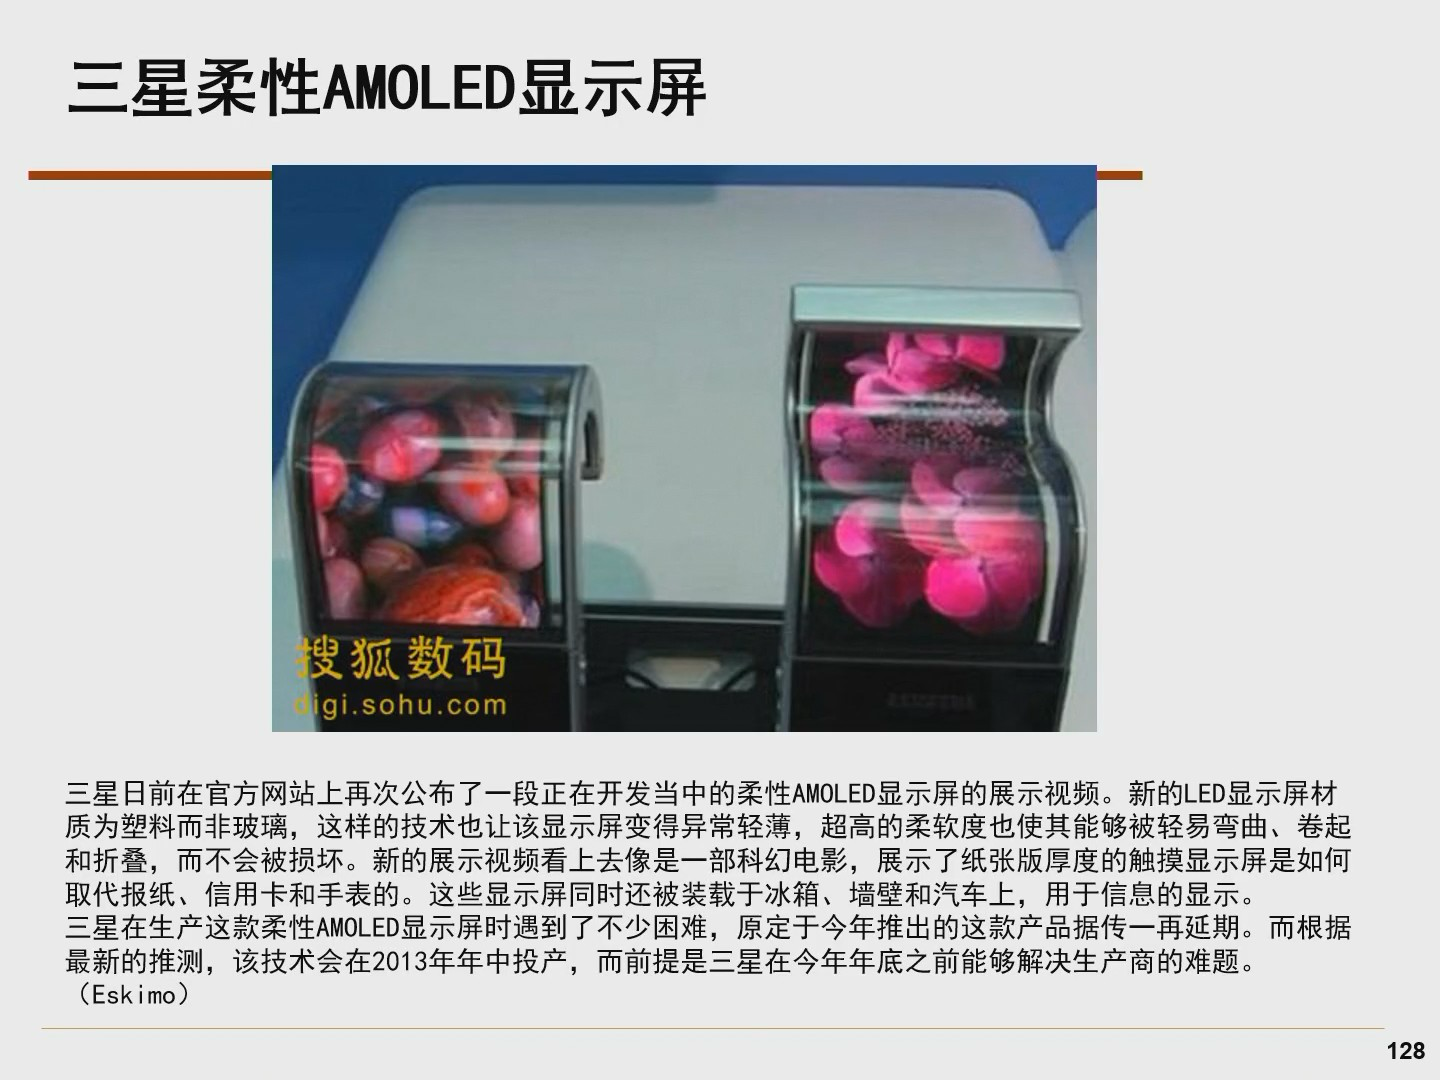 三星柔性AMOLED显示屏
搜狐数码
digi.sohu.com
三星日前在官方网站上再次公布了一段正在开发当中的柔性AMOLED显示屏的展示视频。新的LED显示屏材
质为塑料而非玻璃，这样的技术也让该显示屏变得异常轻薄，超高的柔软度也使其能够被轻易弯曲、卷起
和折叠，而不会被损坏。新的展示视频看上去像是一部科幻电影，展示了纸张版厚度的触摸显示屏是如何
取代报纸、信用卡和手表的。这些显示屏同时还被装载于冰箱、墙壁和汽车上，用于信息的显示。
三星在生产这款柔性AMOLED显示屏时遇到了不少困难，原定于今年推出的这款产品据传一再延期。而根据
最新的推测，该技术会在2013年年中投产，而前提是三星在今年年底之前能够解决生产商的难题。
（Eskimo）
128